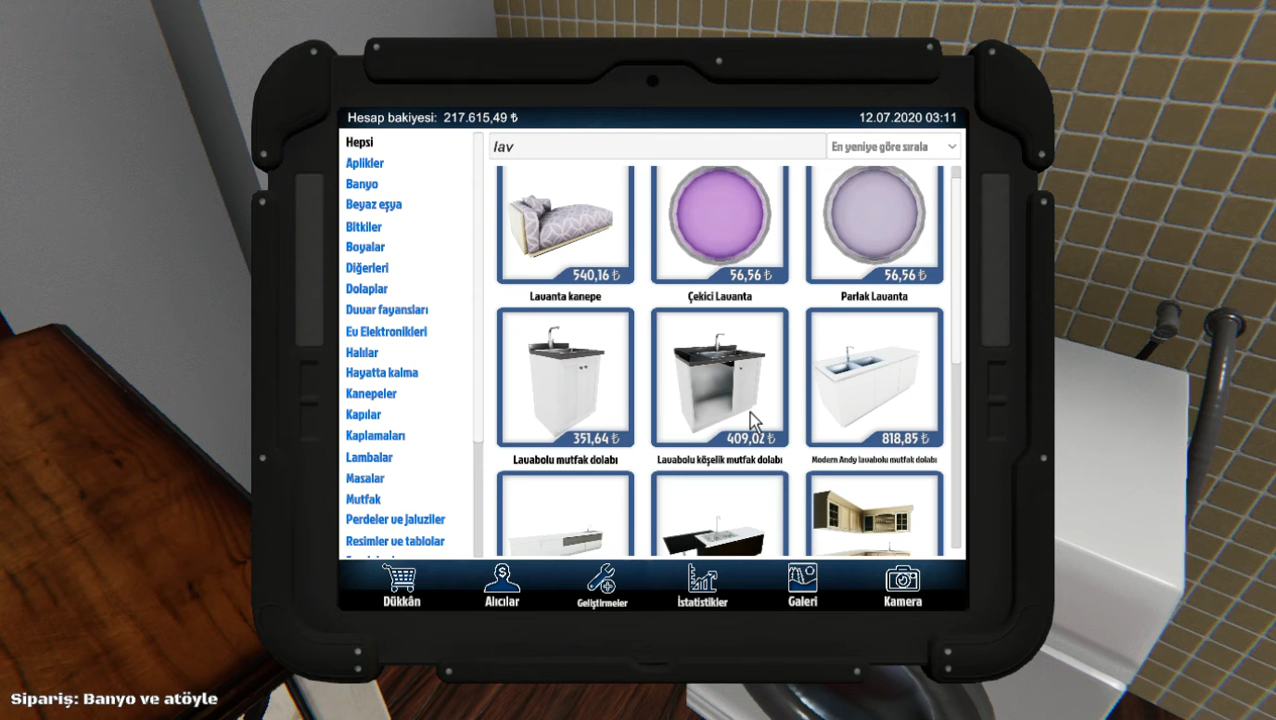 Hesap bakiyesi: 217.615,49 ₺
12.07.2020 03:11
Hepsi
Aplikler
Banyo
Beyaz eşya
Bitkiler
Boyalar
Diğerleri
Dolaplar
Duvar fayansları
Ev Elektronikleri
Halılar
Hayatta kalma
Kanepeler
Kapılar
Kaplamaları
Lambalar
Masalar
Mutfak
Perdeler ve jaluziler
Resimler ve tablolar
lav
En yeniye göre sırala
540,16 ₺
56,56 ₺
56,56 ₺
Lavanta kanepe
Çekici Lavanta
Parlak Lavanta
351,64 ₺
409,02 ₺
818,85 ₺
Lavabolu mutfak dolabı
Lavabolu köşelik mutfak dolabı
Modern Andy lavabolu mutfak dolabı
Dükkân
Alıcılar
Geliştirmeler
İstatistikler
Galeri
Kamera
Sipariş: Banyo ve atölye